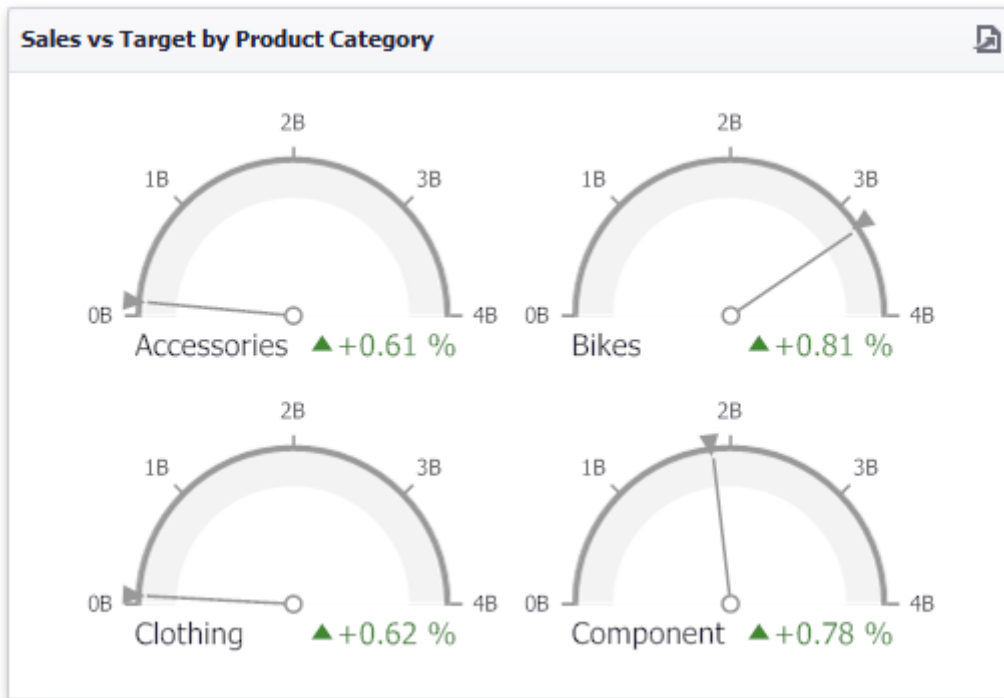 Sales vs Target by Product Category
2B
1B
3B
0B
4B
Accessories ▲+0.61 %
2B
1B
3B
0B
4B
Bikes ▲+0.81 %
2B
1B
3B
0B
4B
Clothing ▲+0.62 %
2B
1B
3B
0B
4B
Component ▲+0.78 %